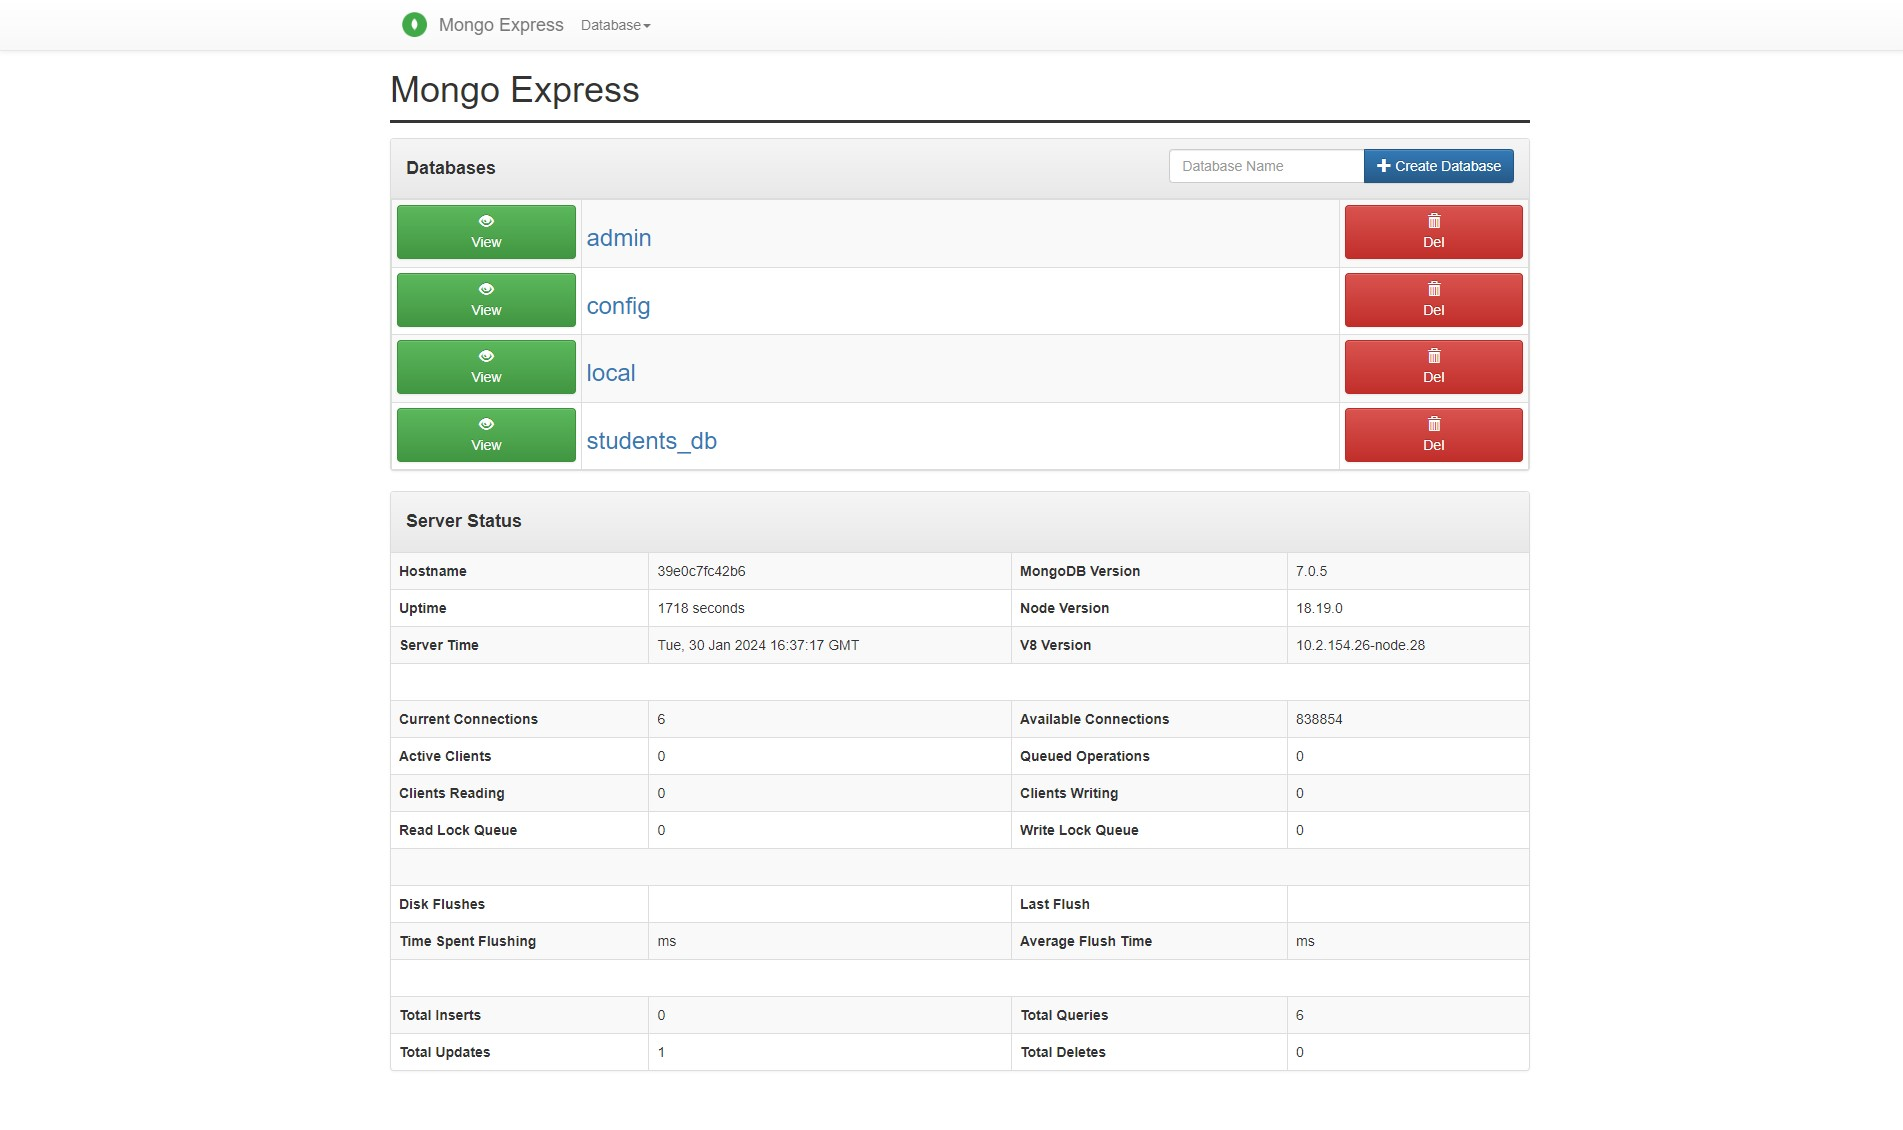 Mongo Express Database
Mongo Express
Databases Database Name Create Database
View admin Del
View config Del
View local Del
View students_db Del
Server Status
Hostname 39e0c7fc42b6 MongoDB Version 7.0.5
Uptime 1718 seconds Node Version 18.19.0
Server Time Tue, 30 Jan 2024 16:37:17 GMT V8 Version 10.2.154.26-node.28
Current Connections 6 Available Connections 838854
Active Clients 0 Queued Operations 0
Clients Reading 0 Clients Writing 0
Read Lock Queue 0 Write Lock Queue 0
Disk Flushes Last Flush
Time Spent Flushing ms Average Flush Time ms
Total Inserts 0 Total Queries 6
Total Updates 1 Total Deletes 0